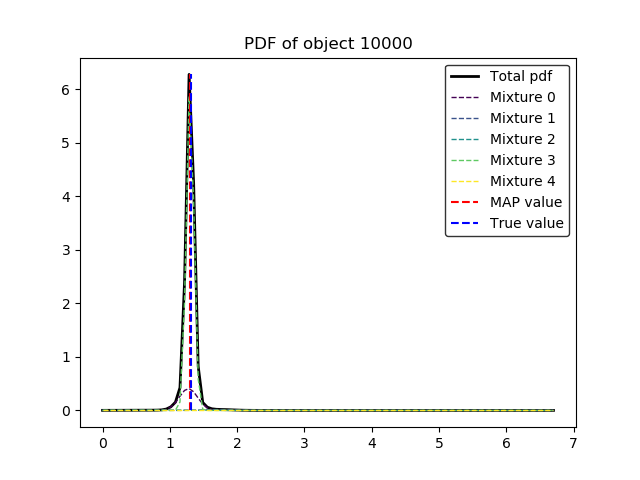 PDF of object 10000
Total pdf
Mixture 0
Mixture 1
Mixture 2
Mixture 3
Mixture 4
MAP value
True value
6
5
4
3
2
1
0
0 1 2 3 4 5 6 7